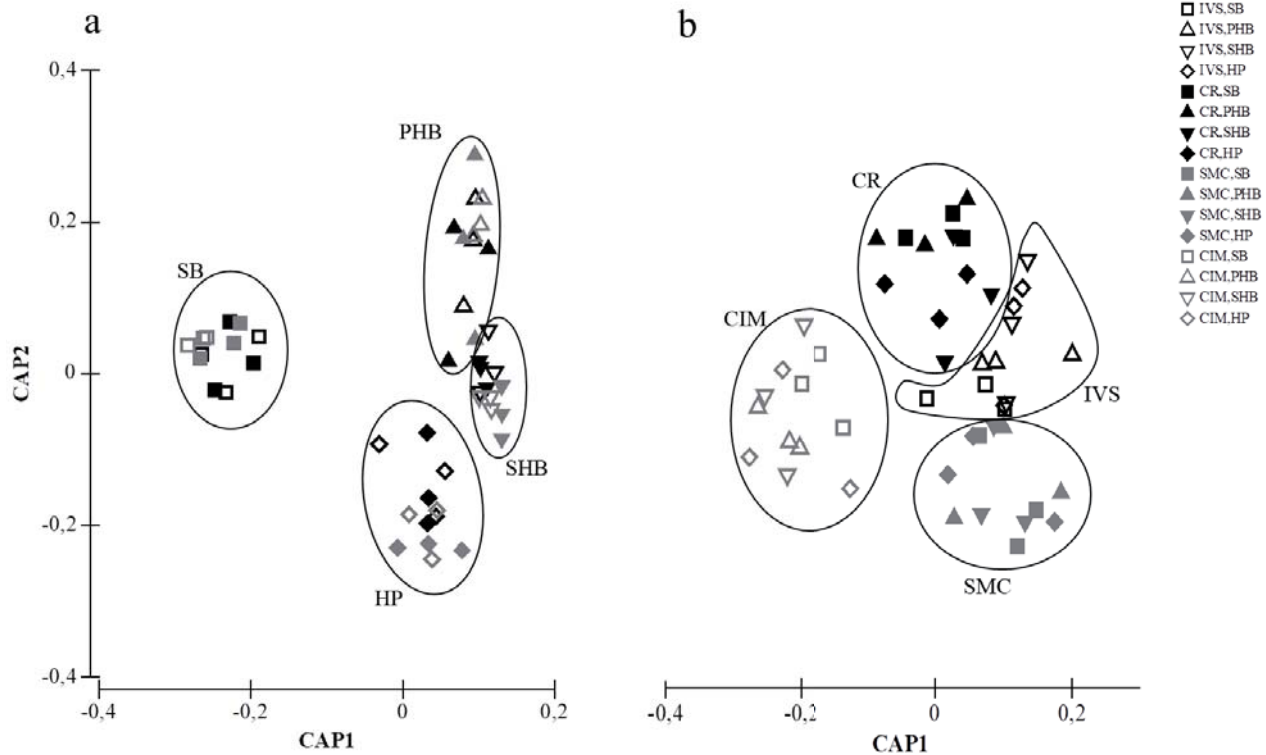 a
b
CAP2
0,4
0,2
0
-0,2
-0,4
PHB
SB
SHB
HP
-0,4
-0,2
0
0,2
CAP1
CR
CIM
IVS
SMC
-0,4
-0,2
0
0,2
CAP1
IVS,SB
IVS,PHB
IVS,SHB
IVS,HP
CR,SB
CR,PHB
CR,SHB
CR,HP
SMC,SB
SMC,PHB
SMC,SHB
SMC,HP
CIM,SB
CIM,PHB
CIM,SHB
CIM,HP